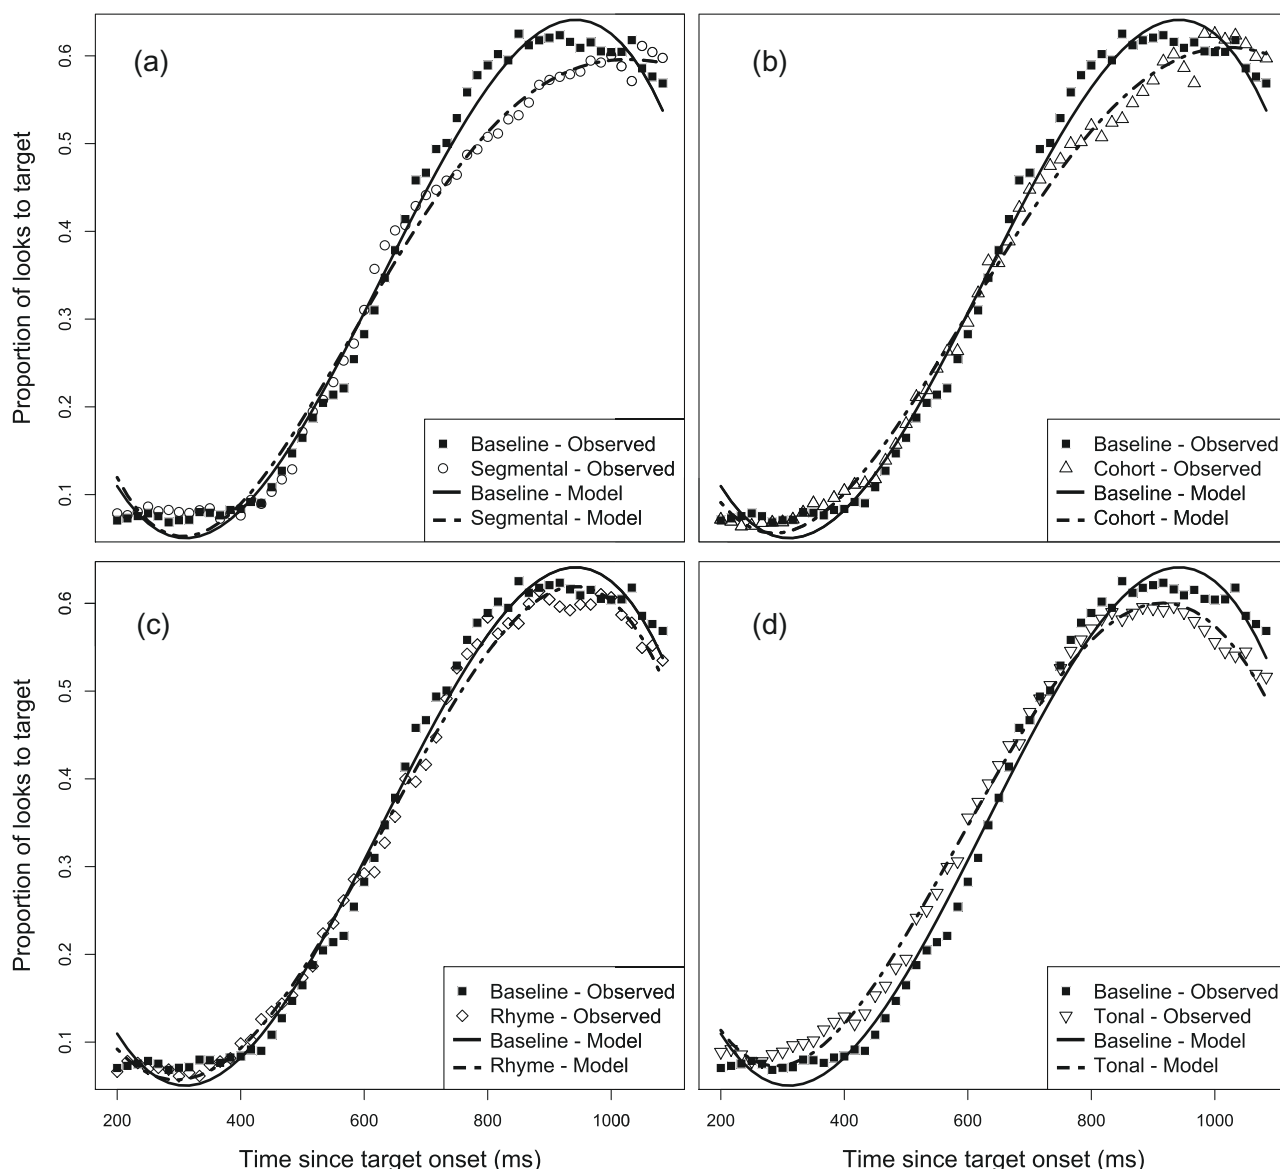 (a)
0.6
0.5
0.4
0.3
0.2
0.1
Proportion of looks to target
Baseline - Observed
Segmental - Observed
Baseline - Model
Segmental - Model
(b)
Baseline - Observed
Cohort - Observed
Baseline - Model
Cohort - Model
(c)
0.6
0.5
0.4
0.3
0.2
0.1
Proportion of looks to target
Baseline - Observed
Rhyme - Observed
Baseline - Model
Rhyme - Model
200 400 600 800 1000
Time since target onset (ms)
(d)
Baseline - Observed
Tonal - Observed
Baseline - Model
Tonal - Model
200 400 600 800 1000
Time since target onset (ms)